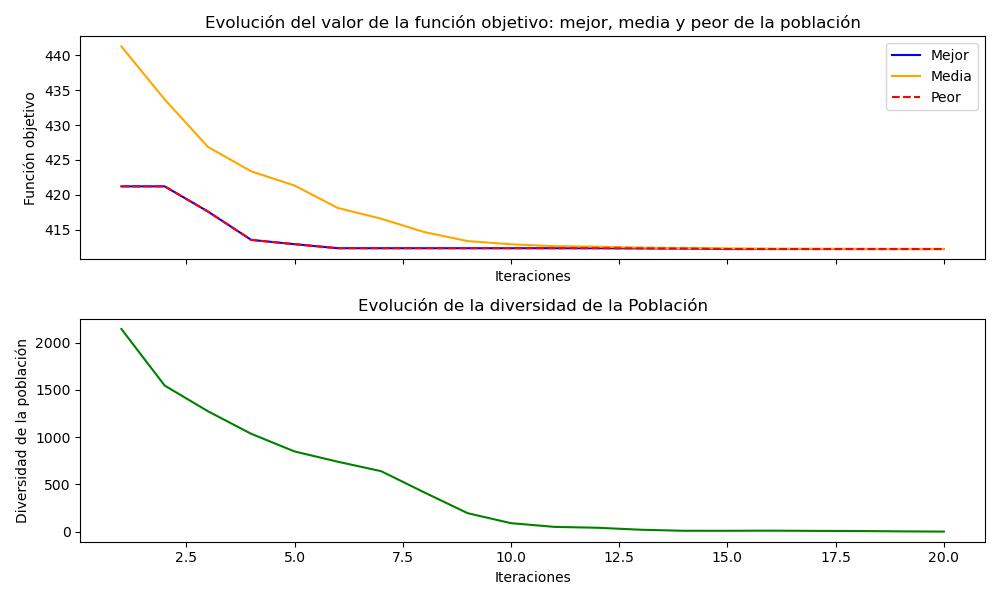 Evolución del valor de la función objetivo: mejor, media y peor de la población
Función objetivo
440
435
430
425
420
415
Mejor
Media
Peor
Iteraciones
Evolución de la diversidad de la Población
Diversidad de la población
2000
1500
1000
500
0
2.5 5.0 7.5 10.0 12.5 15.0 17.5 20.0
Iteraciones